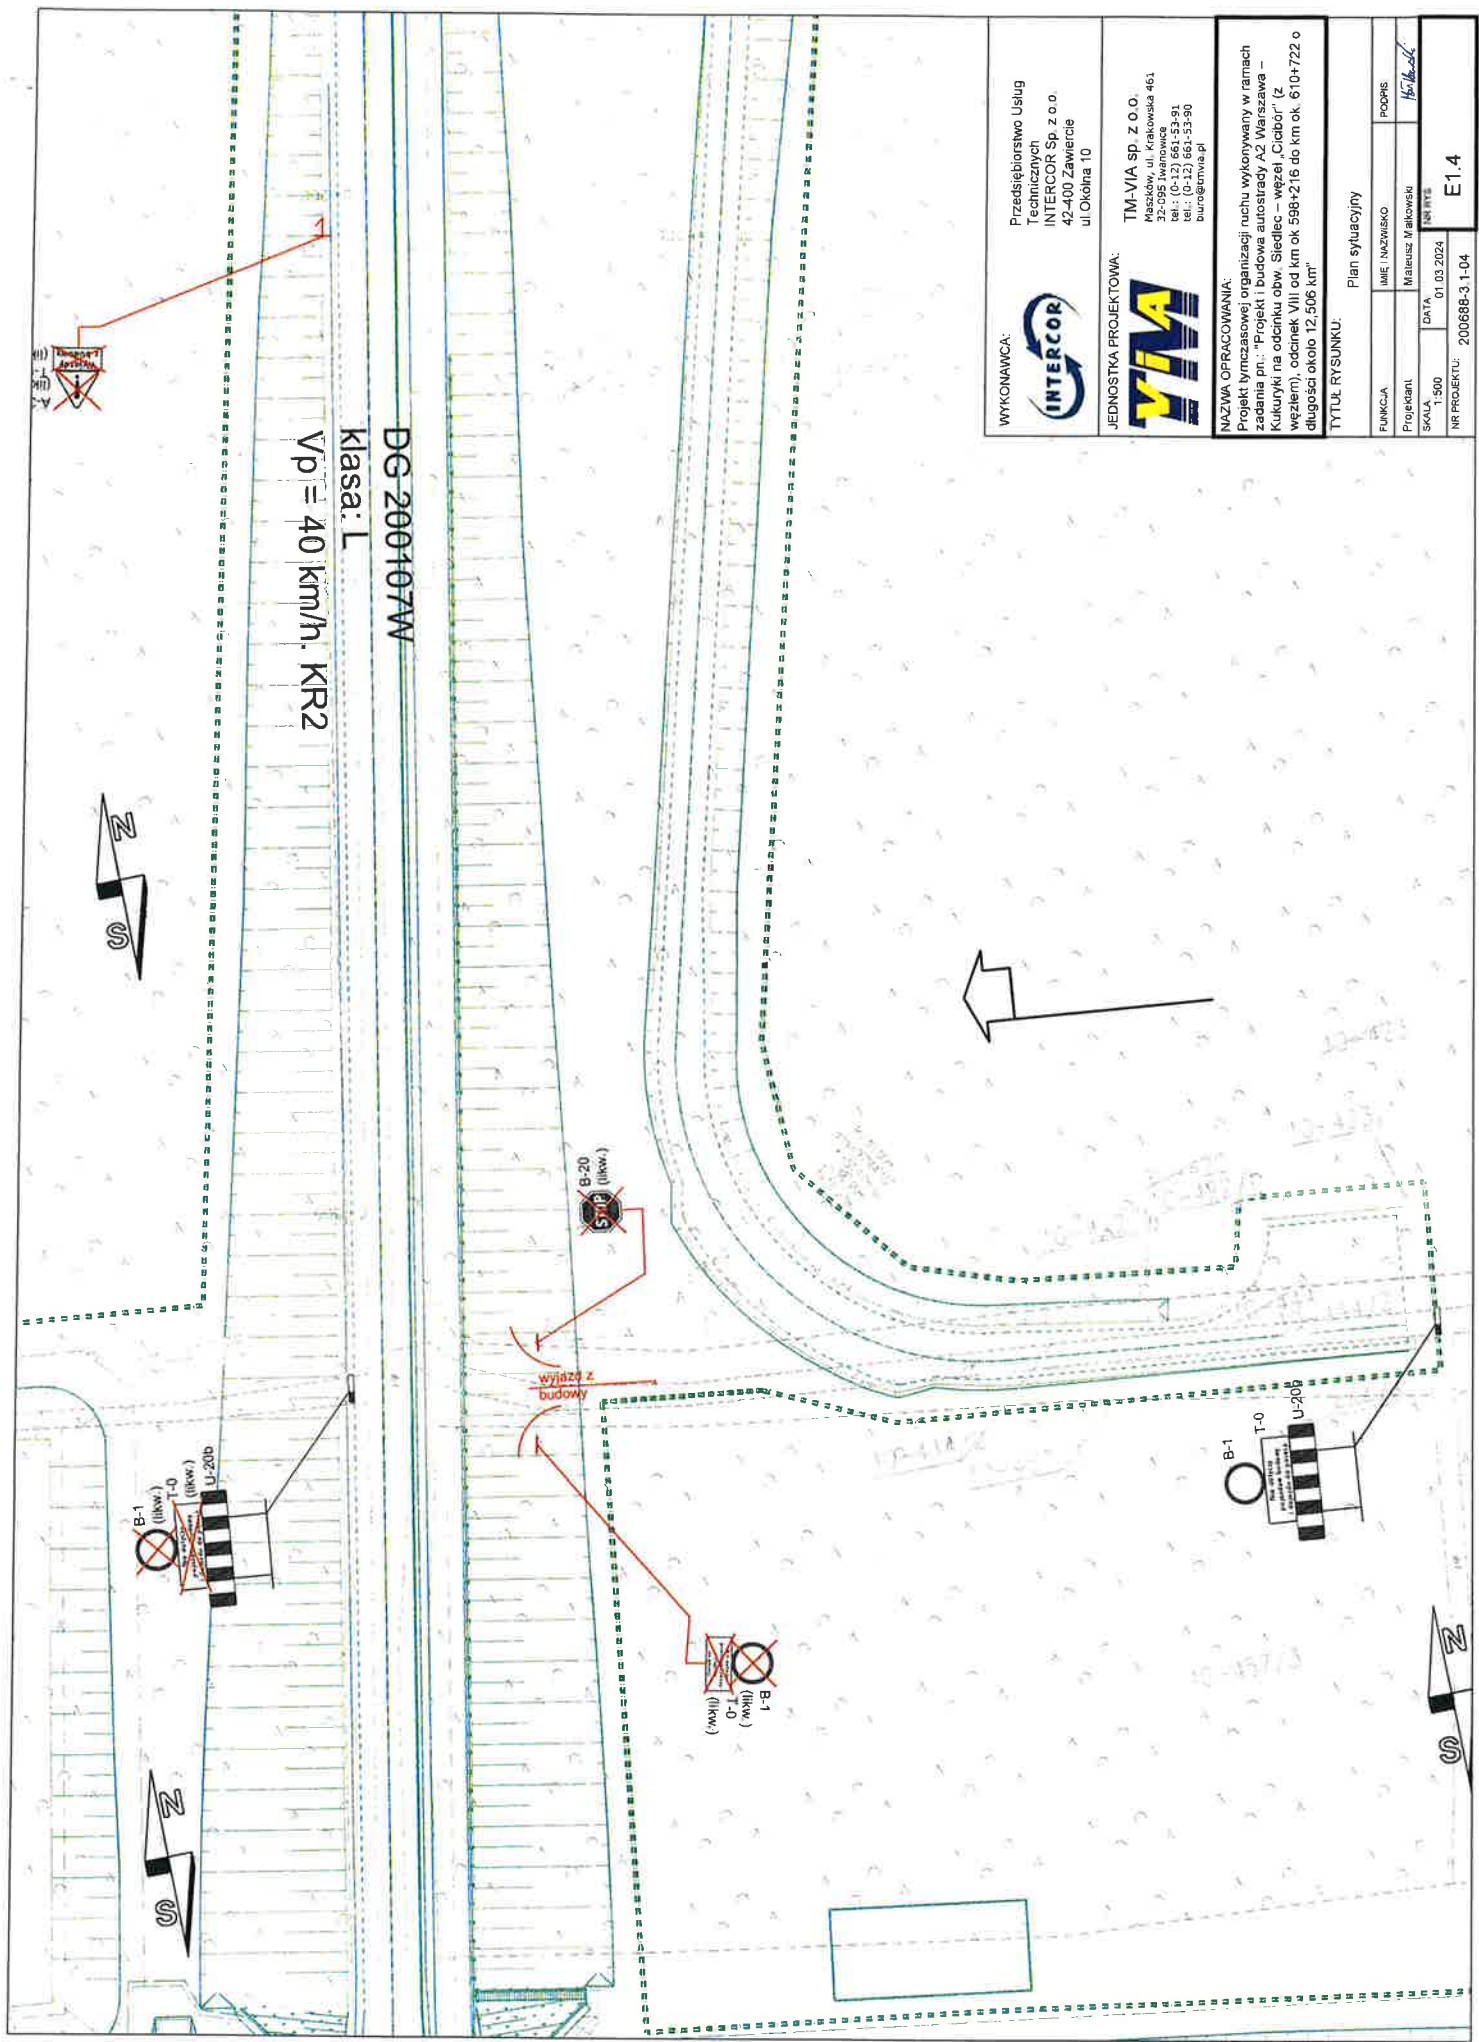 WYKONAWCA:
INTERCOR
Przedsiębiorstwo Usług
Technicznych
INTERCOR Sp. z o.o.
42-400 Zawiercie
ul. Okólna 10
JEDNOSTKA PROJEKTOWA:
TM-VIA sp. z o.o.
Maszków, ul. Krakowska 461
32-095 Iwanowice
tel.: (0-12) 661-53-91
tel.: (0-12) 661-53-90
biuro@tmvia.pl
NAZWA OPRACOWANIA:
Projekt tymczasowej organizacji ruchu wykonywany w ramach
zadania pn.: "Projekt i budowa autostrady A2 Warszawa –
Kukuryki na odcinku obw. Siedlec – węzeł „Cicibór” (z
węzłem), odcinek VIII od km ok 598+216 do km ok. 610+722 o
długości około 12,506 km"
TYTUŁ RYSUNKU:
Plan sytuacyjny
FUNKCJA IMIĘ I NAZWISKO PODPIS
Projektant Mateusz Małkowski
SKALA 1:500 DATA 01.03.2024 NR RYS E1.4
NR PROJEKTU: 200688-3.1-04
DG 200107W
klasa: L
Vp = 40 km/h. KR2
N
S
B-20
(likw.)
STOP
wyjazd z
budowy
B-1
(likw.)
T-0
(likw.)
U-20b
B-1
(likw.)
T-0
(likw.)
B-1
T-0
U-20b
N
S
N
S